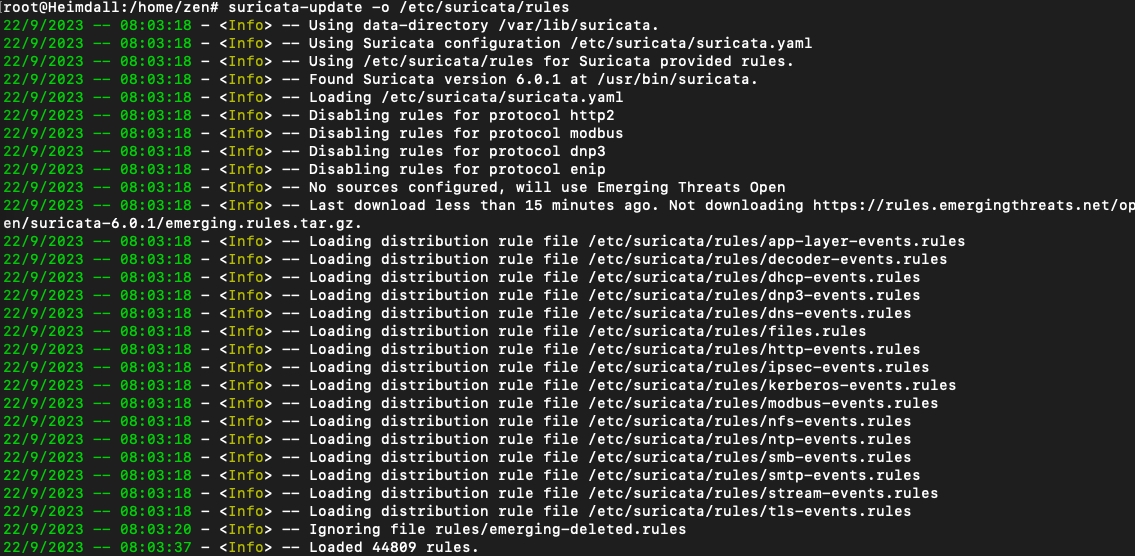 [root@Heimdall:/home/zen# suricata-update -o /etc/suricata/rules
22/9/2023 -- 08:03:18 - <Info> -- Using data-directory /var/lib/suricata.
22/9/2023 -- 08:03:18 - <Info> -- Using Suricata configuration /etc/suricata/suricata.yaml
22/9/2023 -- 08:03:18 - <Info> -- Using /etc/suricata/rules for Suricata provided rules.
22/9/2023 -- 08:03:18 - <Info> -- Found Suricata version 6.0.1 at /usr/bin/suricata.
22/9/2023 -- 08:03:18 - <Info> -- Loading /etc/suricata/suricata.yaml
22/9/2023 -- 08:03:18 - <Info> -- Disabling rules for protocol http2
22/9/2023 -- 08:03:18 - <Info> -- Disabling rules for protocol modbus
22/9/2023 -- 08:03:18 - <Info> -- Disabling rules for protocol dnp3
22/9/2023 -- 08:03:18 - <Info> -- Disabling rules for protocol enip
22/9/2023 -- 08:03:18 - <Info> -- No sources configured, will use Emerging Threats Open
22/9/2023 -- 08:03:18 - <Info> -- Last download less than 15 minutes ago. Not downloading https://rules.emergingthreats.net/op
en/suricata-6.0.1/emerging.rules.tar.gz.
22/9/2023 -- 08:03:18 - <Info> -- Loading distribution rule file /etc/suricata/rules/app-layer-events.rules
22/9/2023 -- 08:03:18 - <Info> -- Loading distribution rule file /etc/suricata/rules/decoder-events.rules
22/9/2023 -- 08:03:18 - <Info> -- Loading distribution rule file /etc/suricata/rules/dhcp-events.rules
22/9/2023 -- 08:03:18 - <Info> -- Loading distribution rule file /etc/suricata/rules/dnp3-events.rules
22/9/2023 -- 08:03:18 - <Info> -- Loading distribution rule file /etc/suricata/rules/dns-events.rules
22/9/2023 -- 08:03:18 - <Info> -- Loading distribution rule file /etc/suricata/rules/files.rules
22/9/2023 -- 08:03:18 - <Info> -- Loading distribution rule file /etc/suricata/rules/http-events.rules
22/9/2023 -- 08:03:18 - <Info> -- Loading distribution rule file /etc/suricata/rules/ipsec-events.rules
22/9/2023 -- 08:03:18 - <Info> -- Loading distribution rule file /etc/suricata/rules/kerberos-events.rules
22/9/2023 -- 08:03:18 - <Info> -- Loading distribution rule file /etc/suricata/rules/modbus-events.rules
22/9/2023 -- 08:03:18 - <Info> -- Loading distribution rule file /etc/suricata/rules/nfs-events.rules
22/9/2023 -- 08:03:18 - <Info> -- Loading distribution rule file /etc/suricata/rules/ntp-events.rules
22/9/2023 -- 08:03:18 - <Info> -- Loading distribution rule file /etc/suricata/rules/smb-events.rules
22/9/2023 -- 08:03:18 - <Info> -- Loading distribution rule file /etc/suricata/rules/smtp-events.rules
22/9/2023 -- 08:03:18 - <Info> -- Loading distribution rule file /etc/suricata/rules/stream-events.rules
22/9/2023 -- 08:03:18 - <Info> -- Loading distribution rule file /etc/suricata/rules/tls-events.rules
22/9/2023 -- 08:03:20 - <Info> -- Ignoring file rules/emerging-deleted.rules
22/9/2023 -- 08:03:37 - <Info> -- Loaded 44809 rules.